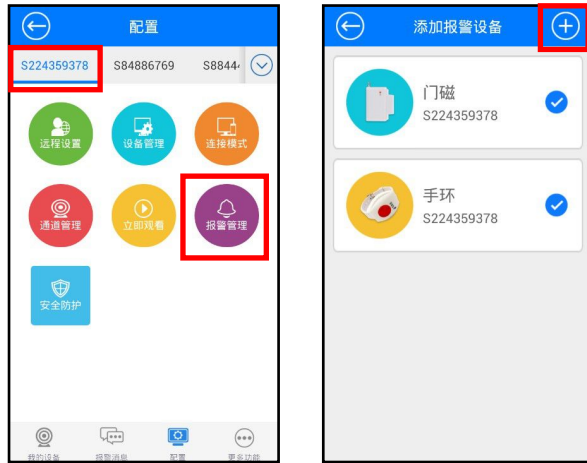 配置
S224359378 S84886769 S8844
远程设置 设备管理 连接模式
通道管理 立即观看 报警管理
安全防护
我的设备 报警消息 配置 更多功能
添加报警设备
门磁
S224359378
手环
S224359378